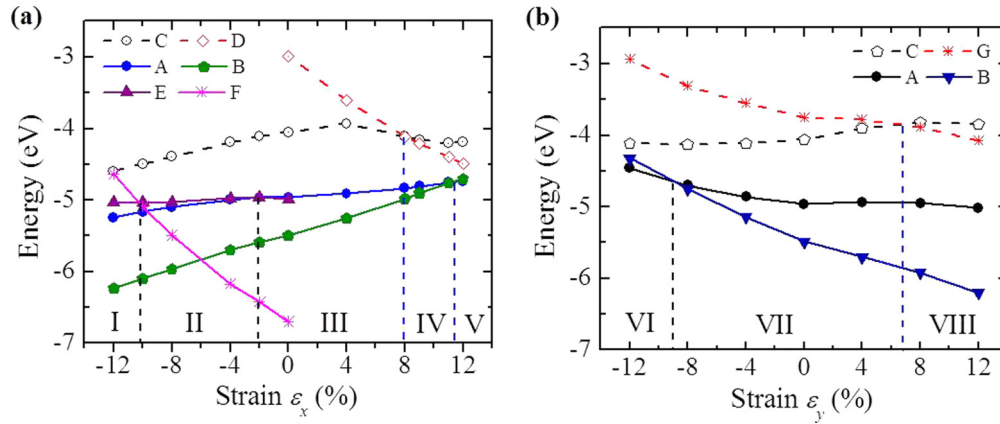 (a)
C D
A B
E F
-3
-4
-5
-6
-7
Energy (eV)
I II III IV V
-12 -8 -4 0 4 8 12
Strain εx (%)
(b)
C G
A B
-3
-4
-5
-6
-7
Energy (eV)
VI VII VIII
-12 -8 -4 0 4 8 12
Strain εy (%)